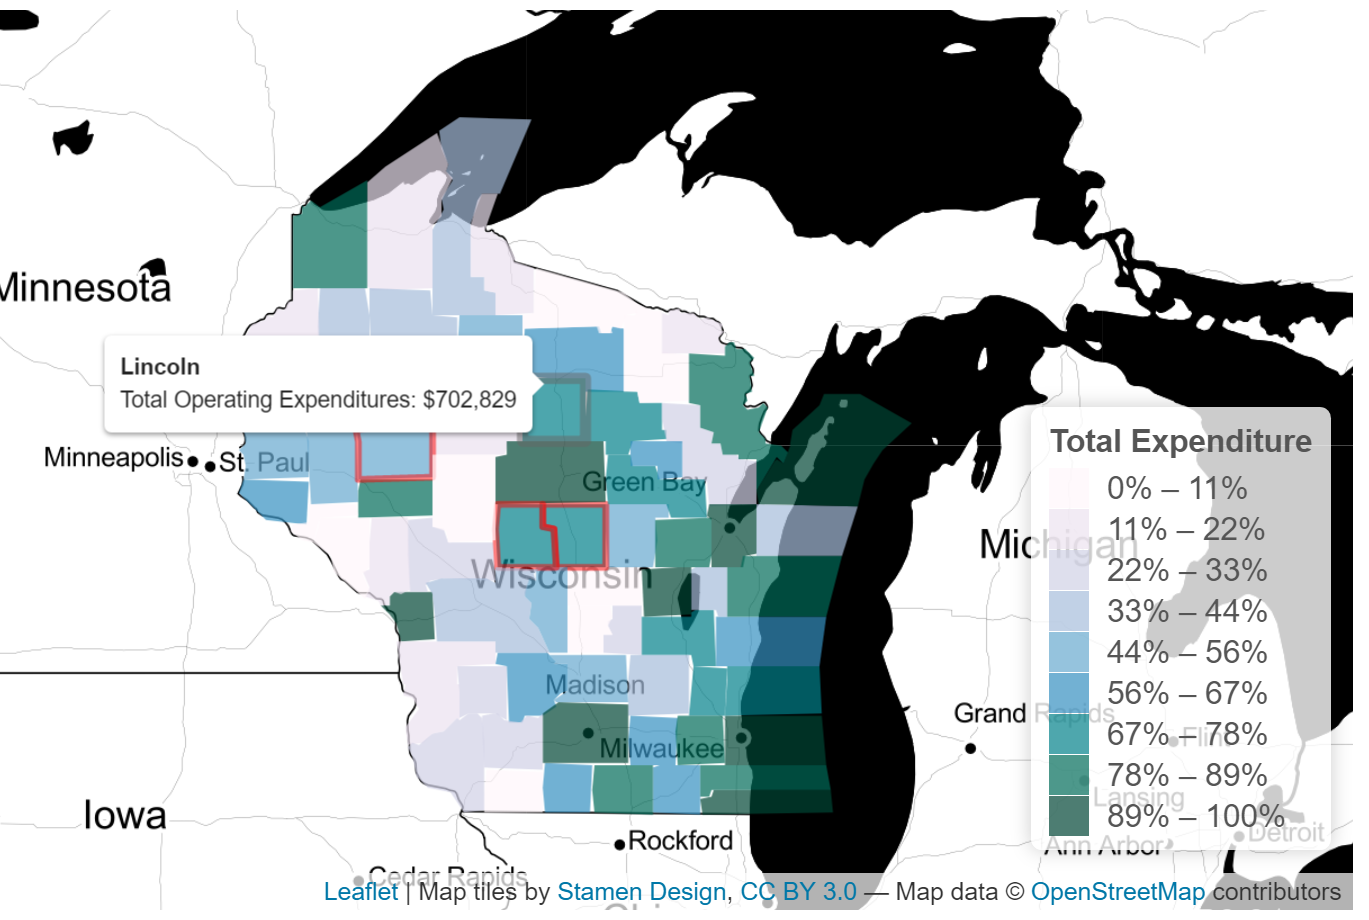 Minnesota
Lincoln
Total Operating Expenditures: $702,829
Minneapolis
St. Paul
Green Bay
Wisconsin
Madison
Milwaukee
Iowa
Rockford
Cedar Rapids
Michigan
Grand Rapids
Flint
Lansing
Ann Arbor
Detroit
Total Expenditure
0% – 11%
11% – 22%
22% – 33%
33% – 44%
44% – 56%
56% – 67%
67% – 78%
78% – 89%
89% – 100%
Leaflet | Map tiles by Stamen Design, CC BY 3.0 — Map data © OpenStreetMap contributors